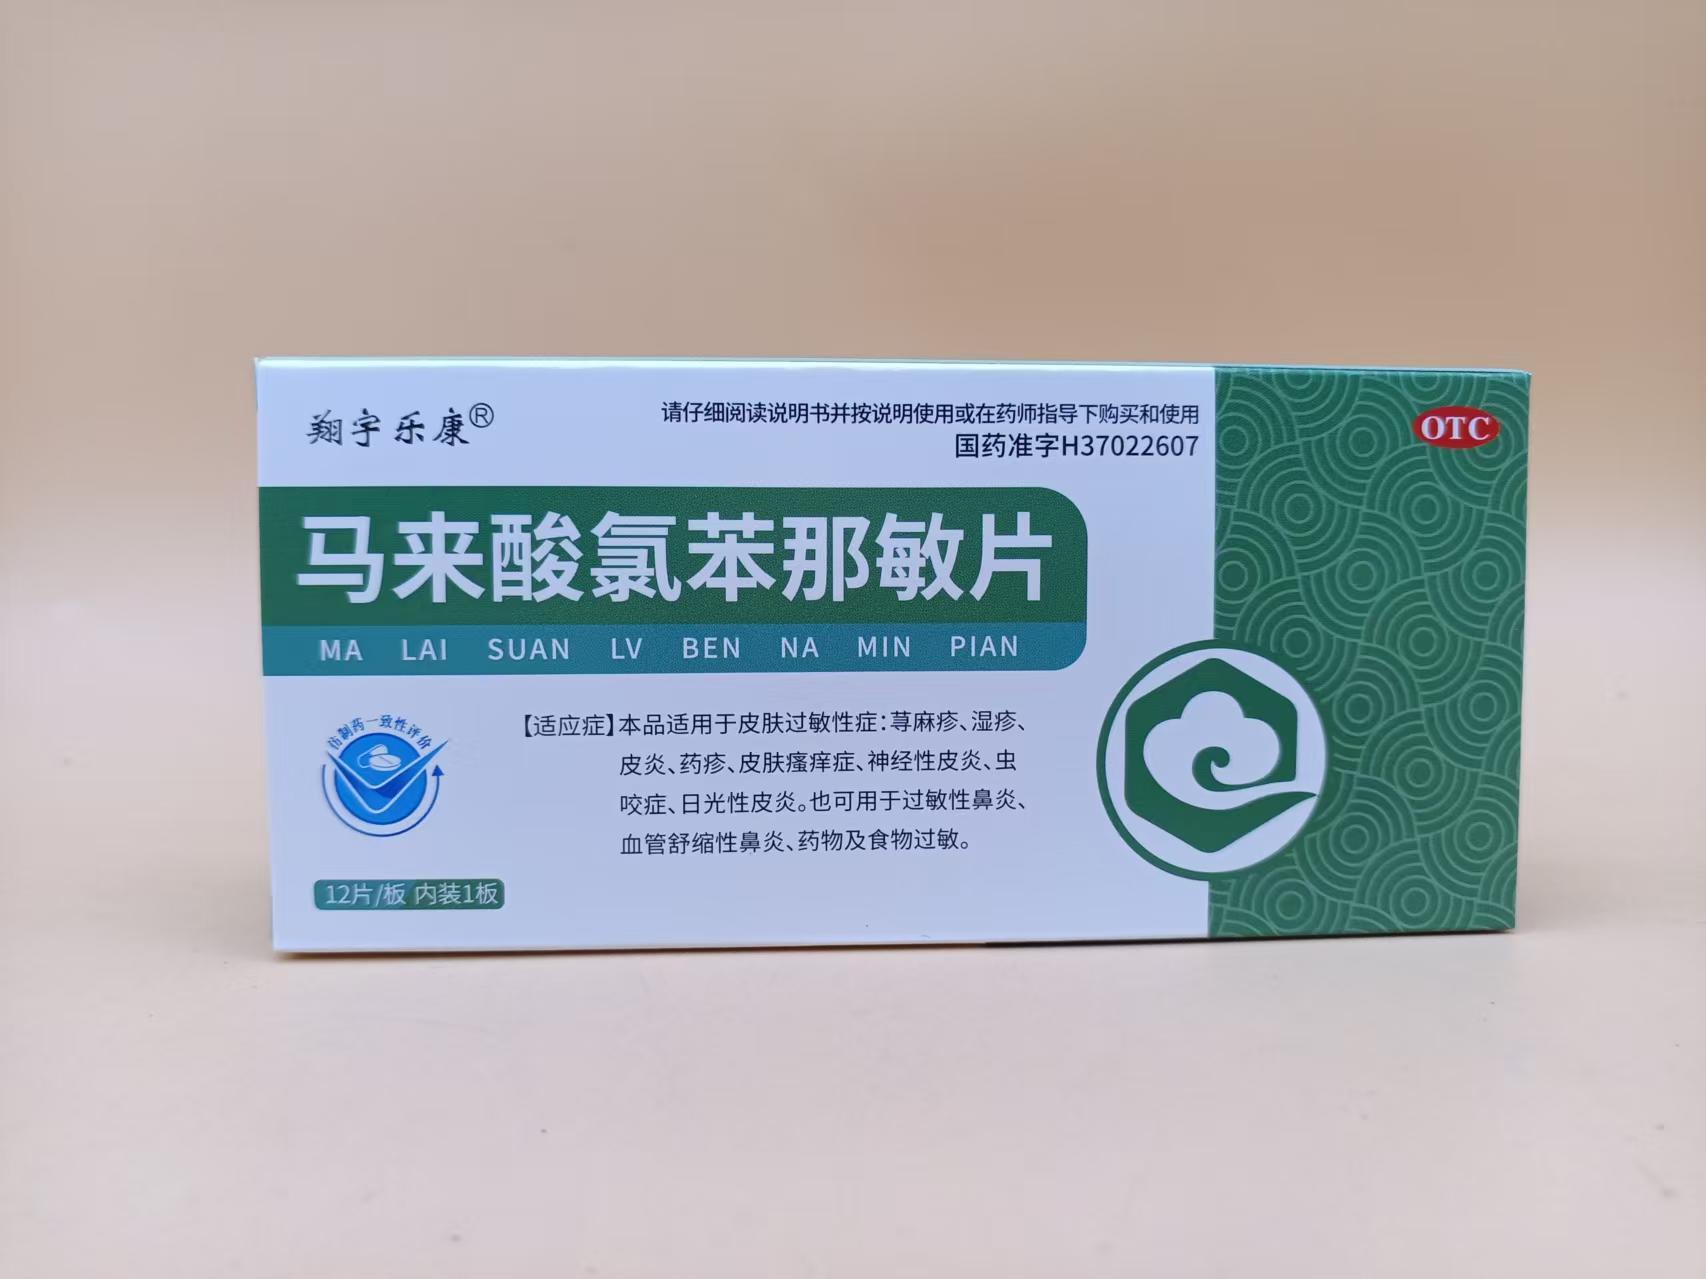 翔宇乐康®
请仔细阅读说明书并按说明使用或在药师指导下购买和使用
国药准字H37022607
OTC
马来酸氯苯那敏片
MA LAI SUAN LV BEN NA MIN PIAN
仿制药一致性评价
【适应症】本品适用于皮肤过敏性症：荨麻疹、湿疹、
皮炎、药疹、皮肤瘙痒症、神经性皮炎、虫
咬症、日光性皮炎。也可用于过敏性鼻炎、
血管舒缩性鼻炎、药物及食物过敏。
12片/板 内装1板